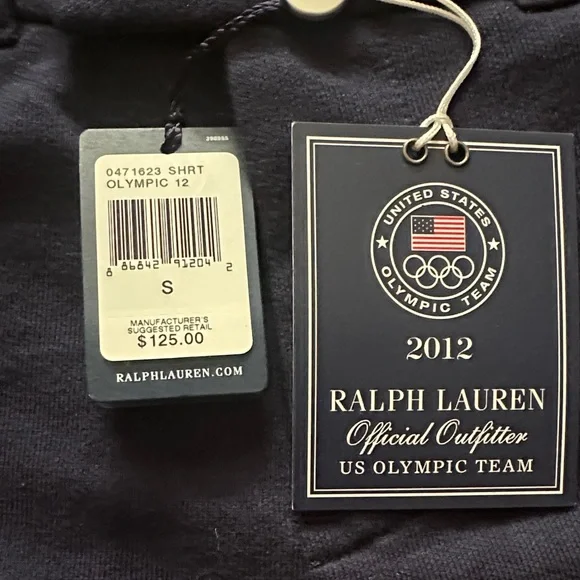 390355
0471623 SHRT
OLYMPIC 12
8 86842 91204 2
S
MANUFACTURER'S
SUGGESTED RETAIL
$125.00
RALPHLAUREN.COM
UNITED STATES
OLYMPIC TEAM
2012
RALPH LAUREN
Official Outfitter
US OLYMPIC TEAM